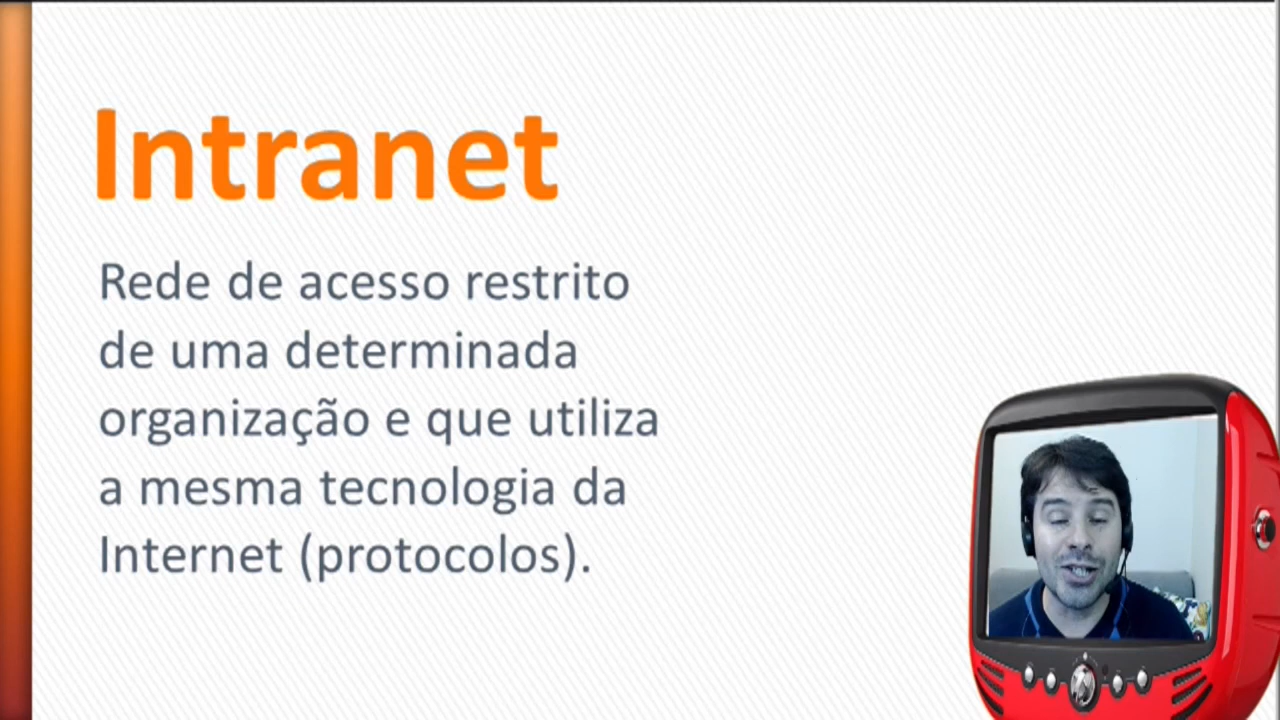 Intranet
Rede de acesso restrito
de uma determinada
organização e que utiliza
a mesma tecnologia da
Internet (protocolos).